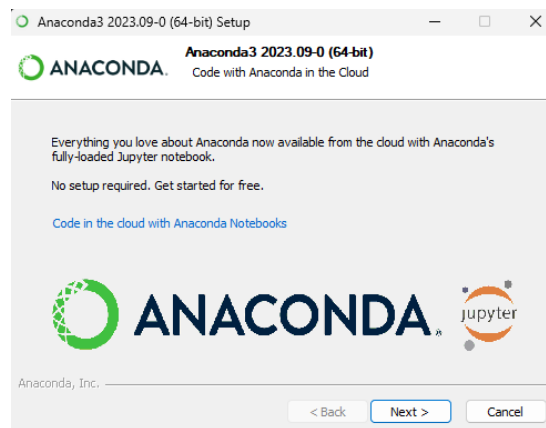 Anaconda3 2023.09-0 (64-bit) Setup
Anaconda3 2023.09-0 (64-bit)
ANACONDA.
Code with Anaconda in the Cloud
Everything you love about Anaconda now available from the cloud with Anaconda's
fully-loaded Jupyter notebook.
No setup required. Get started for free.
Code in the cloud with Anaconda Notebooks
ANACONDA.
jupyter
Anaconda, Inc.
< Back Next > Cancel